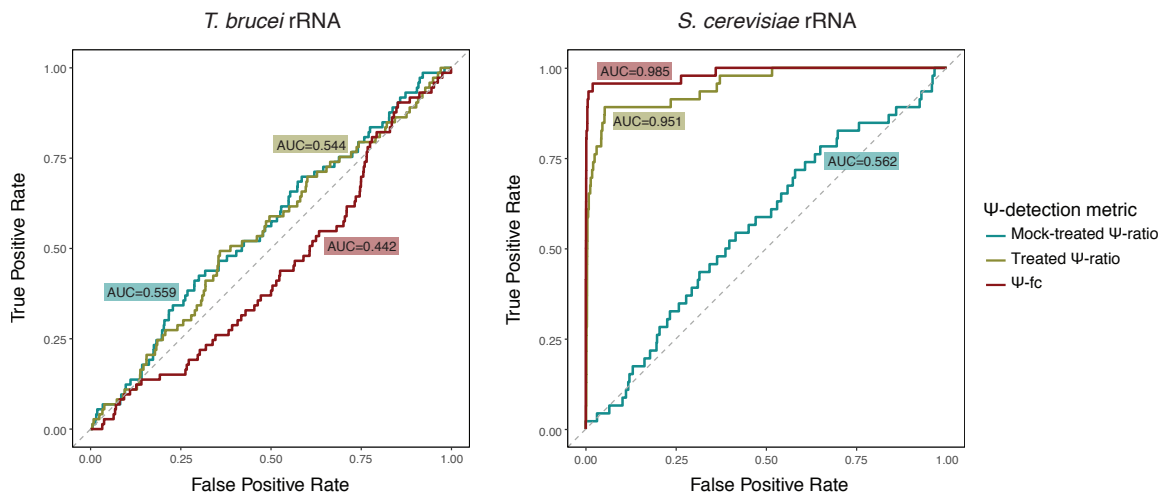 T. brucei rRNA
S. cerevisiae rRNA
True Positive Rate
1.00
0.75
0.50
0.25
0.00
AUC=0.544
AUC=0.442
AUC=0.559
0.00
0.25
0.50
0.75
1.00
False Positive Rate
True Positive Rate
1.00
0.75
0.50
0.25
0.00
AUC=0.985
AUC=0.951
AUC=0.562
0.00
0.25
0.50
0.75
1.00
False Positive Rate
Ψ-detection metric
Mock-treated Ψ-ratio
Treated Ψ-ratio
Ψ-fc